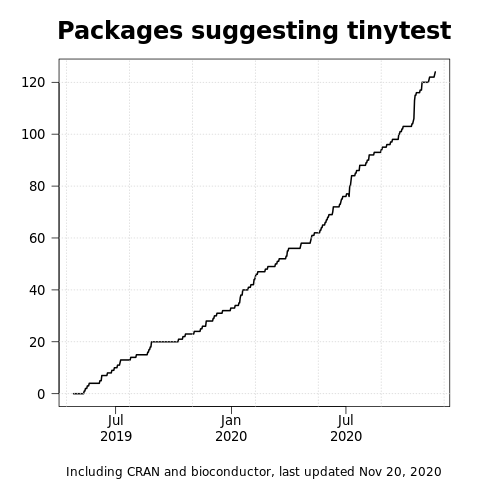 Packages suggesting tinytest
120
100
80
60
40
20
0
Jul Jan Jul
2019 2020 2020
Including CRAN and bioconductor, last updated Nov 20, 2020